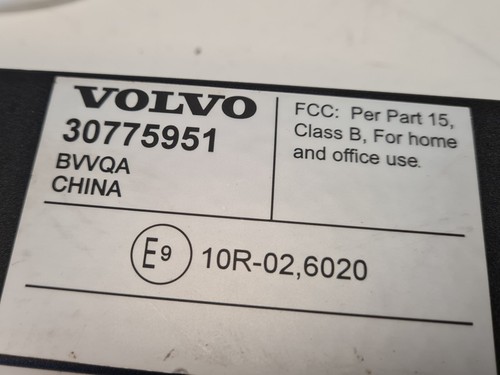 VOLVO
30775951
BVVQA
CHINA
FCC: Per Part 15,
Class B, For home
and office use.
E9
10R-02,6020